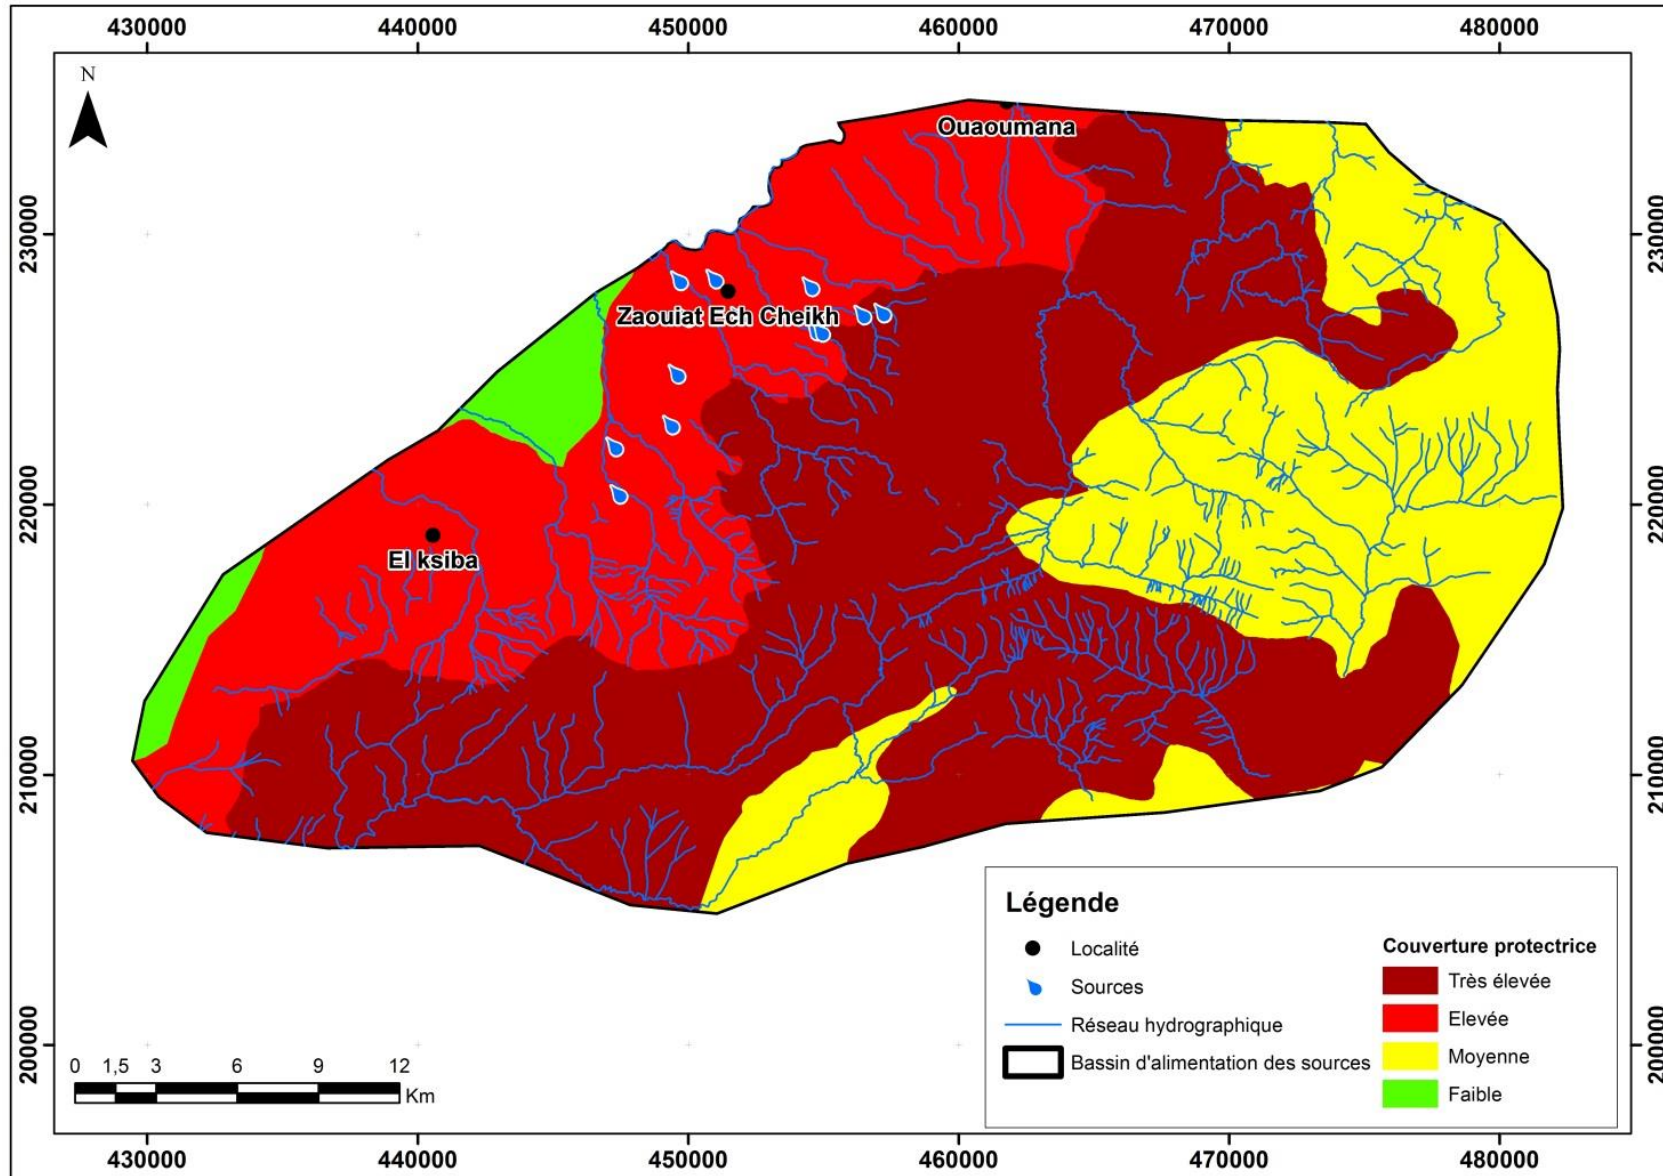 430000 440000 450000 460000 470000 480000
N
Ouaoumana
230000 230000
Zaouiat Ech Cheikh
220000 220000
El ksiba
210000 210000
Légende
Localité
Sources
Réseau hydrographique
Bassin d'alimentation des sources
Couverture protectrice
Très élevée
Elevée
Moyenne
Faible
200000 200000
0 1,5 3 6 9 12
Km
430000 440000 450000 460000 470000 480000